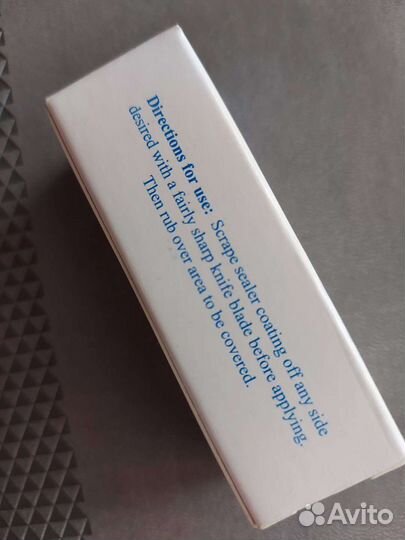 Directions for use: Scrape sealer coating off any side
desired with a fairly sharp knife blade before applying.
Then rub over area to be covered.
Avito